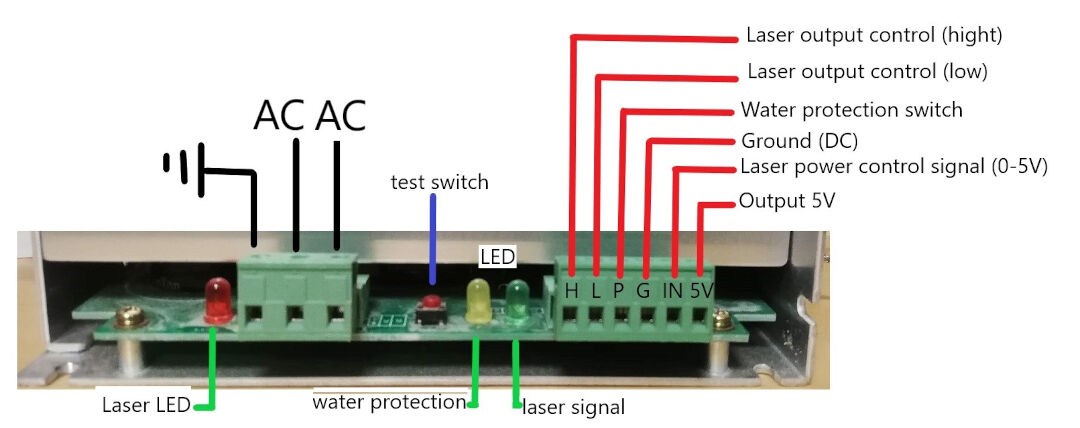 Laser output control (hight)
Laser output control (low)
AC AC
Water protection switch
Ground (DC)
Laser power control signal (0-5V)
test switch
Output 5V
LED
H L P G IN 5V
Laser LED
water protection
laser signal